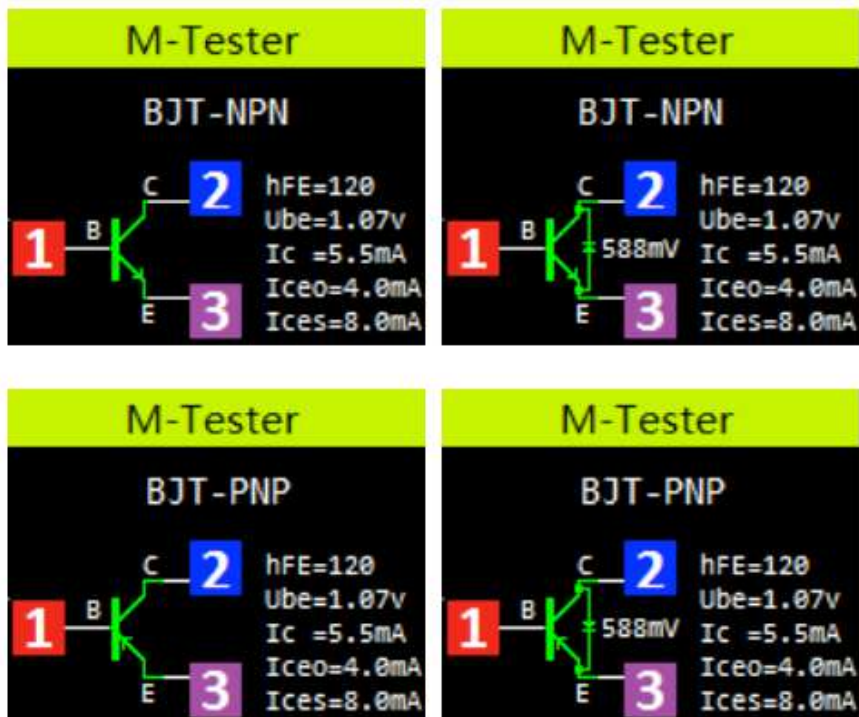 M-Tester
BJT-NPN
C
2
hFE=120
Ube=1.07v
1
B
Ic =5.5mA
Iceo=4.0mA
E
3
Ices=8.0mA
M-Tester
BJT-NPN
C
2
hFE=120
Ube=1.07v
1
B
588mV
Ic =5.5mA
Iceo=4.0mA
E
3
Ices=8.0mA
M-Tester
BJT-PNP
C
2
hFE=120
Ube=1.07v
1
B
Ic =5.5mA
Iceo=4.0mA
E
3
Ices=8.0mA
M-Tester
BJT-PNP
C
2
hFE=120
Ube=1.07v
1
B
588mV
Ic =5.5mA
Iceo=4.0mA
E
3
Ices=8.0mA